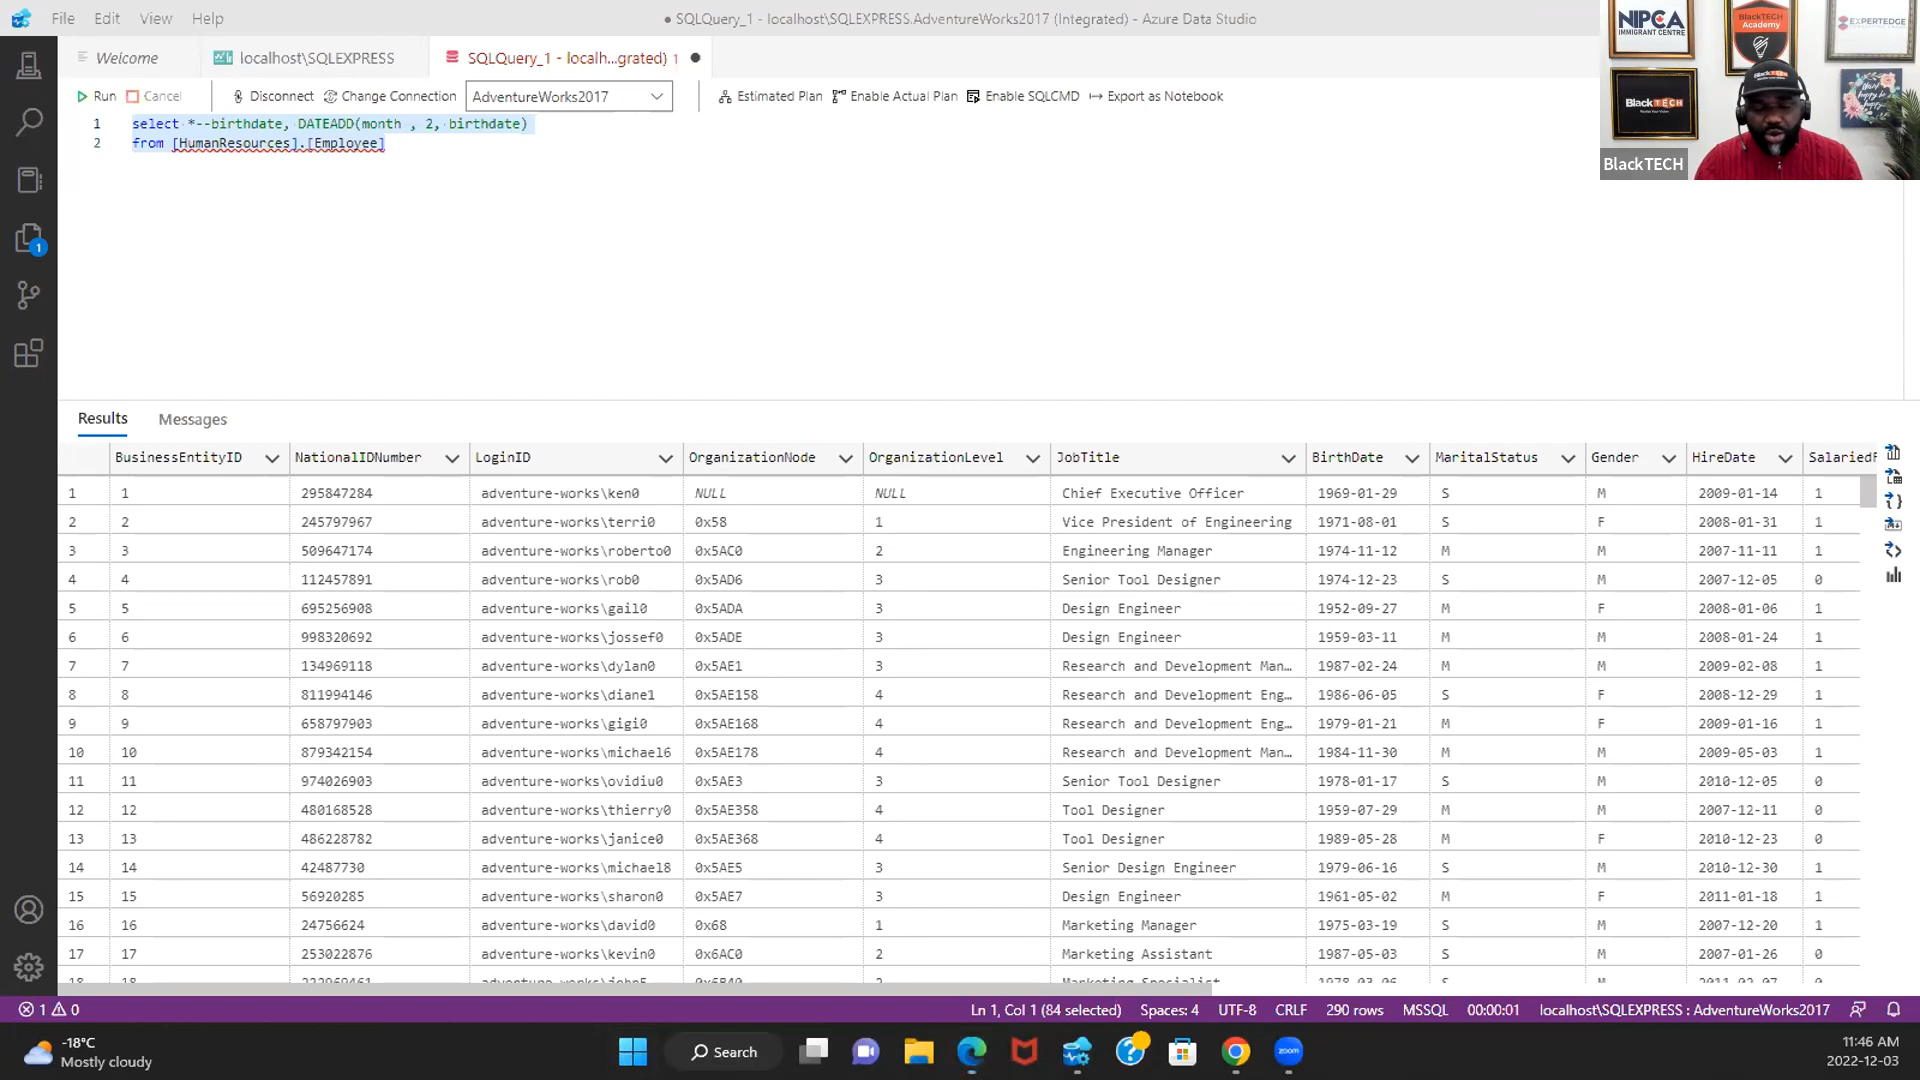 File Edit View Help
● SQLQuery_1 - localhost\SQLEXPRESS.AdventureWorks2017 (Integrated) - Azure Data Studio
Welcome localhost\SQLEXPRESS SQLQuery_1 - localh...grated) 1 ●
Run Cancel Disconnect Change Connection AdventureWorks2017 Estimated Plan Enable Actual Plan Enable SQLCMD Export as Notebook
1 select *--birthdate, DATEADD(month , 2, birthdate)
2 from [HumanResources].[Employee]
NIPCA
IMMIGRANT CENTRE
BlackTECH
Academy
EXPERTEDGE
BlackTECH
BlackTECH
BlackTECH
1
Results Messages
BusinessEntityID NationalIDNumber LoginID OrganizationNode OrganizationLevel JobTitle BirthDate MaritalStatus Gender HireDate SalariedF
1 1 295847284 adventure-works\ken0 NULL NULL Chief Executive Officer 1969-01-29 S M 2009-01-14 1
2 2 245797967 adventure-works\terri0 0x58 1 Vice President of Engineering 1971-08-01 S F 2008-01-31 1
3 3 509647174 adventure-works\roberto0 0x5AC0 2 Engineering Manager 1974-11-12 M M 2007-11-11 1
4 4 112457891 adventure-works\rob0 0x5AD6 3 Senior Tool Designer 1974-12-23 S M 2007-12-05 0
5 5 695256908 adventure-works\gail0 0x5ADA 3 Design Engineer 1952-09-27 M F 2008-01-06 1
6 6 998320692 adventure-works\jossef0 0x5ADE 3 Design Engineer 1959-03-11 M M 2008-01-24 1
7 7 134969118 adventure-works\dylan0 0x5AE1 3 Research and Development Man... 1987-02-24 M M 2009-02-08 1
8 8 811994146 adventure-works\diane1 0x5AE158 4 Research and Development Eng... 1986-06-05 S F 2008-12-29 1
9 9 658797903 adventure-works\gigi0 0x5AE168 4 Research and Development Eng... 1979-01-21 M F 2009-01-16 1
10 10 879342154 adventure-works\michael6 0x5AE178 4 Research and Development Man... 1984-11-30 M M 2009-05-03 1
11 11 974026903 adventure-works\ovidiu0 0x5AE3 3 Senior Tool Designer 1978-01-17 S M 2010-12-05 0
12 12 480168528 adventure-works\thierry0 0x5AE358 4 Tool Designer 1959-07-29 M M 2007-12-11 0
13 13 486228782 adventure-works\janice0 0x5AE368 4 Tool Designer 1989-05-28 M F 2010-12-23 0
14 14 42487730 adventure-works\michael8 0x5AE5 3 Senior Design Engineer 1979-06-16 S M 2010-12-30 1
15 15 56920285 adventure-works\sharon0 0x5AE7 3 Design Engineer 1961-05-02 M F 2011-01-18 1
16 16 24756624 adventure-works\david0 0x68 1 Marketing Manager 1975-03-19 S M 2007-12-20 1
17 17 253022876 adventure-works\kevin0 0x6AC0 2 Marketing Assistant 1987-05-03 S M 2007-01-26 0
1 0 Ln 1, Col 1 (84 selected) Spaces: 4 UTF-8 CRLF 290 rows MSSQL 00:00:01 localhost\SQLEXPRESS : AdventureWorks2017
-18°C
Mostly cloudy
Search
zoom
11:46 AM
2022-12-03